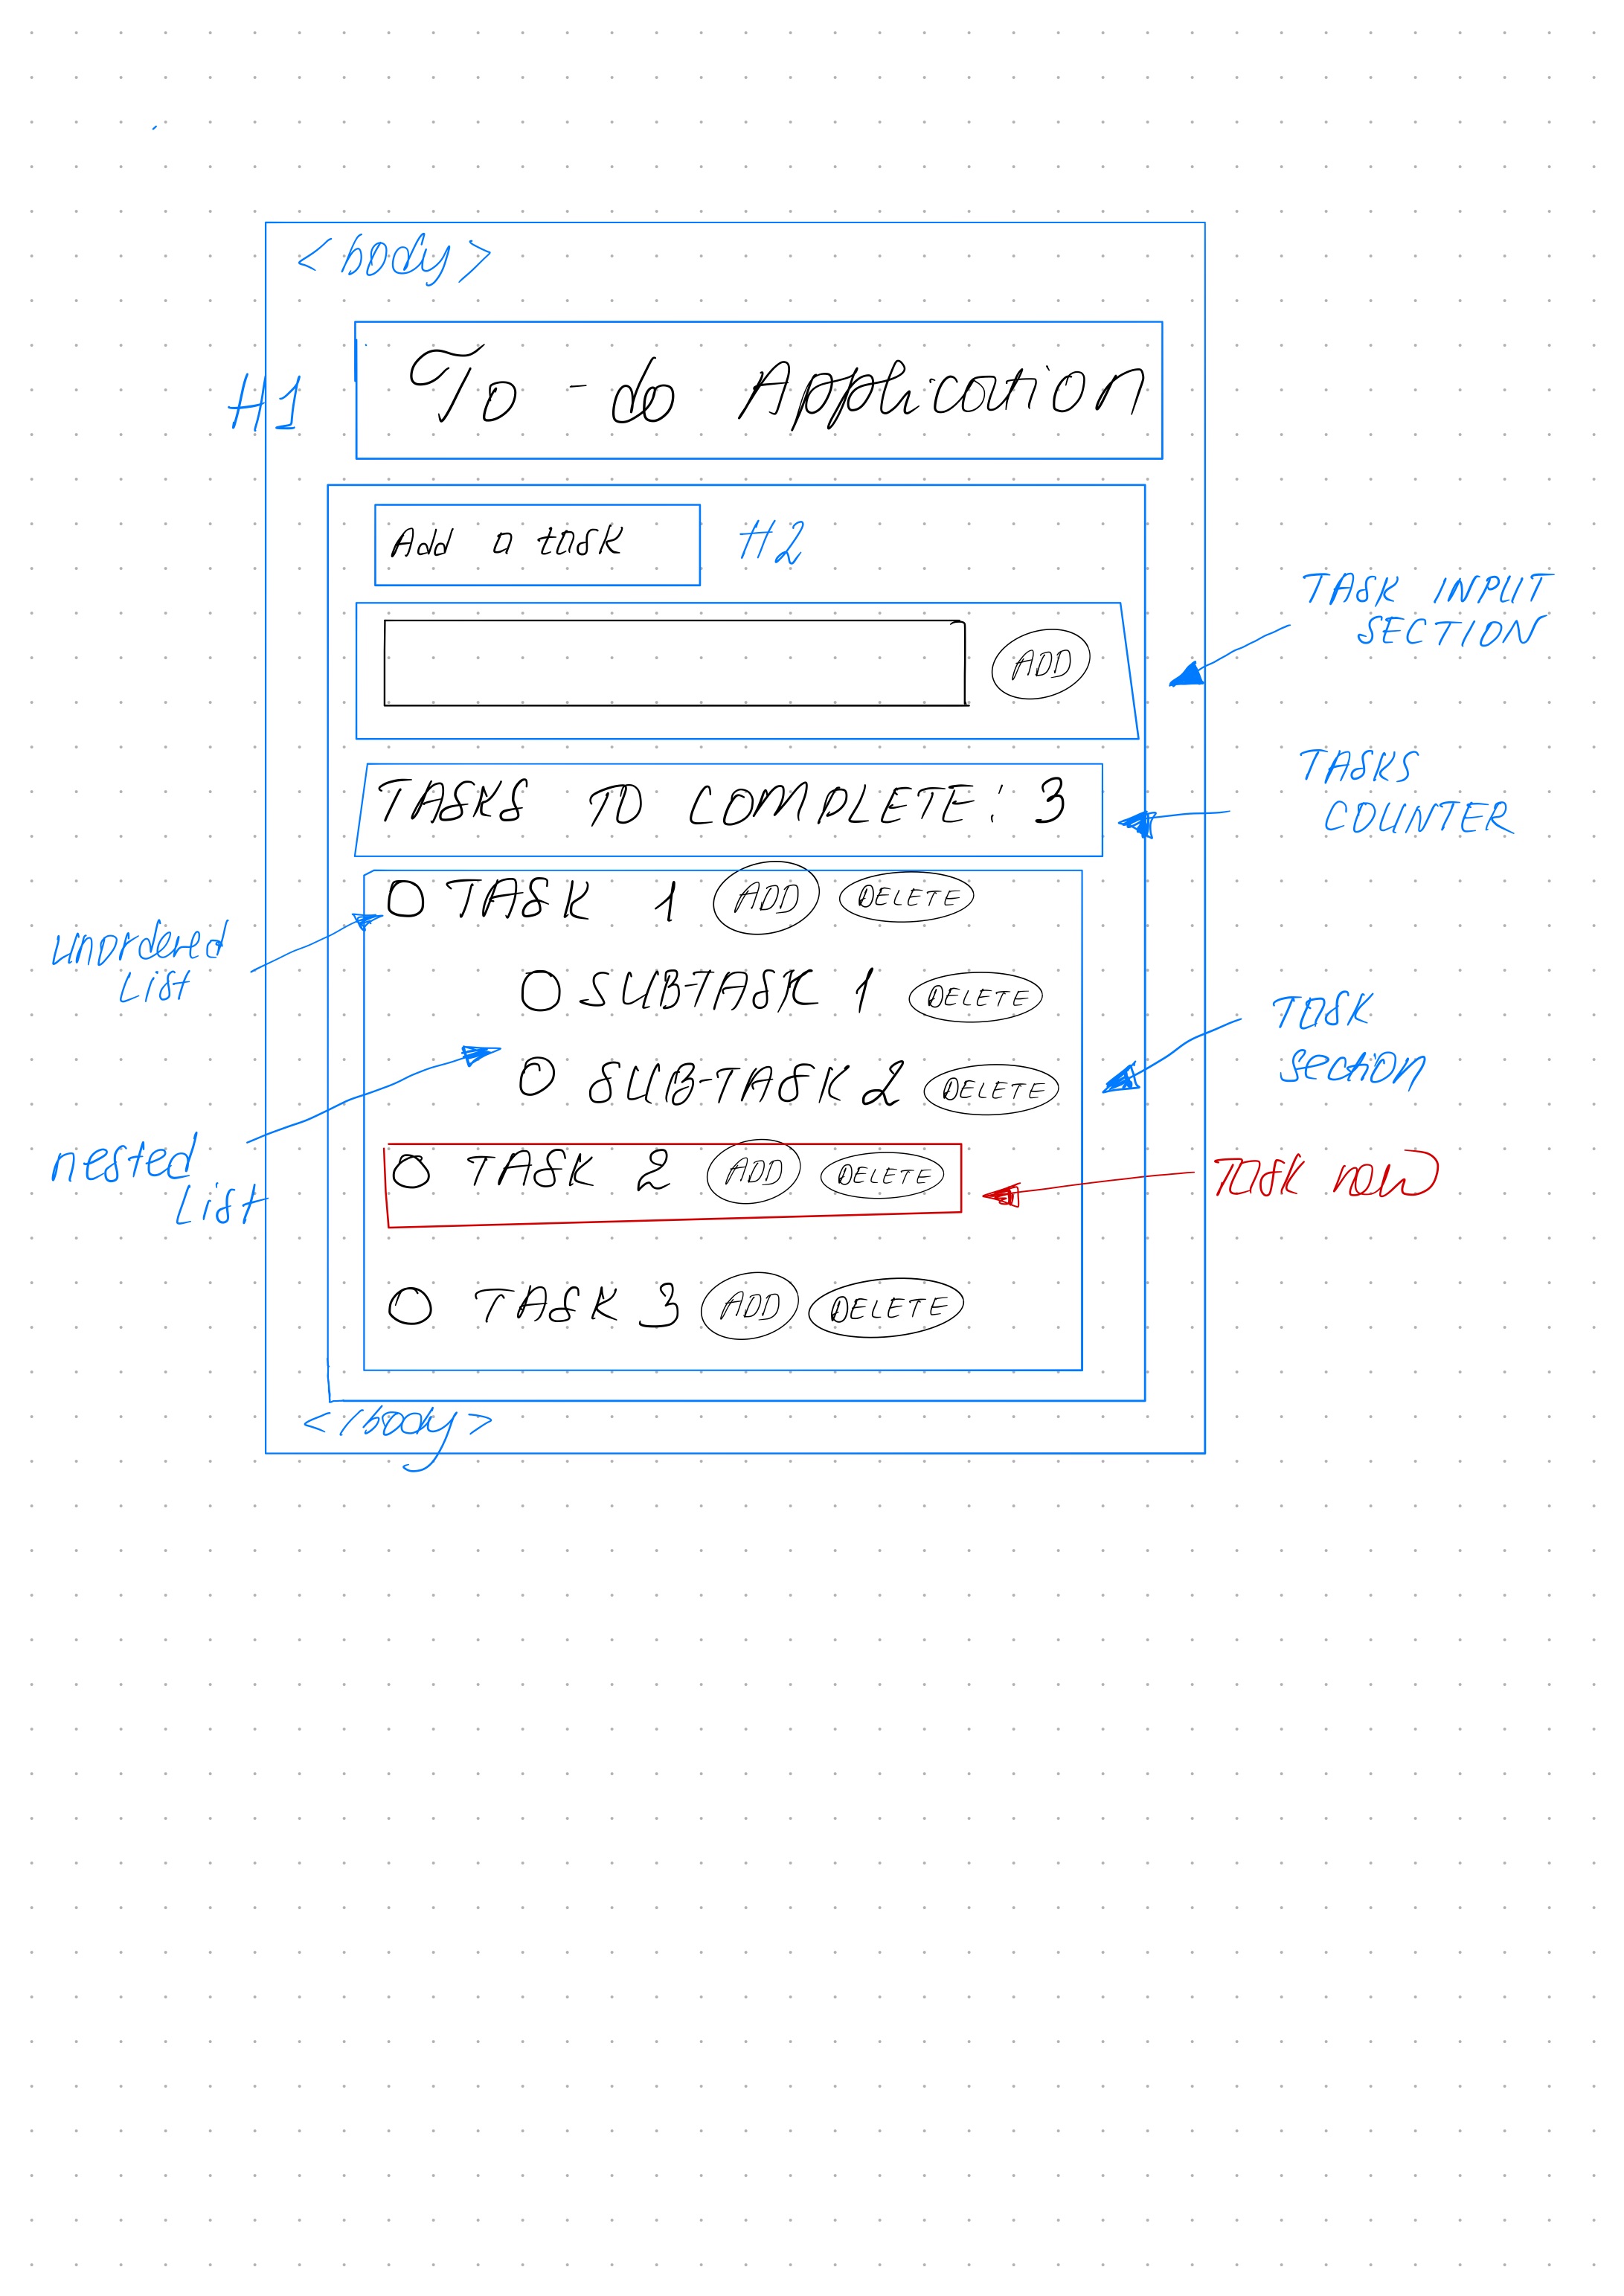 <body>
H1
To-do Application
Add a task H2
ADD
TASK INPUT
SECTION
TASKS TO COMPLETE: 3
TASKS
COUNTER
TASK 1 ADD DELETE
unordered
List
SUB-TASK 1 DELETE
SUB-TASK 2 DELETE
TASK
section
nested
List
TASK 2 ADD DELETE
TASK row
TASK 3 ADD DELETE
</body>